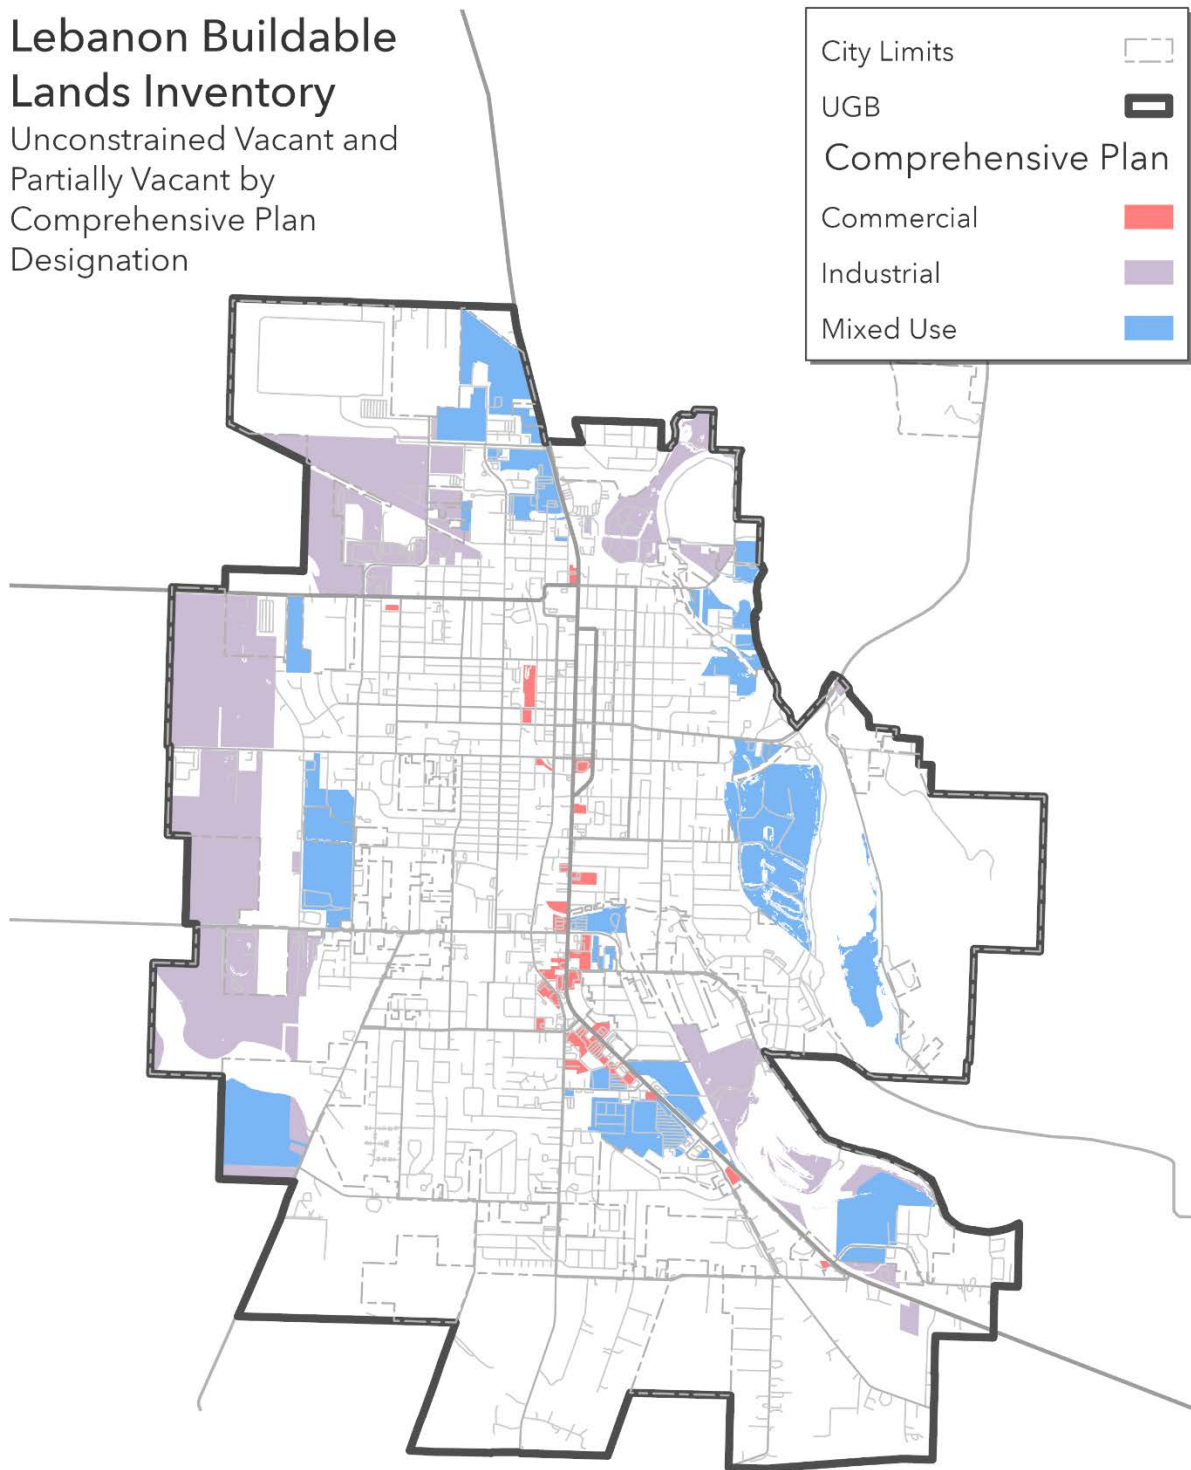 Lebanon Buildable
Lands Inventory
Unconstrained Vacant and
Partially Vacant by
Comprehensive Plan
Designation
City Limits
UGB
Comprehensive Plan
Commercial
Industrial
Mixed Use